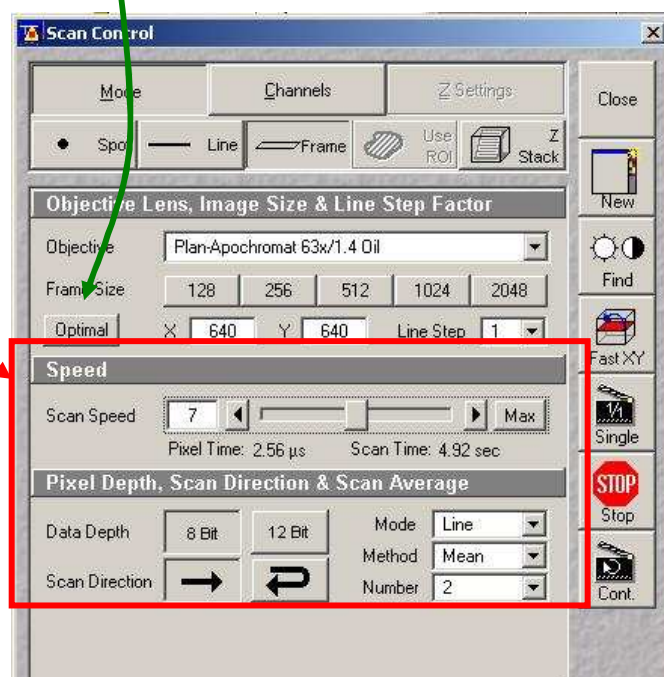 Scan Control
Mode Channels Z Settings
Spot Line Frame Use ROI Z Stack
Objective Lens, Image Size & Line Step Factor
Objective Plan-Apochromat 63x/1.4 Oil
Frame Size 128 256 512 1024 2048
Optimal X 640 Y 640 Line Step 1
Speed
Scan Speed 7 Max
Pixel Time: 2.56 µs Scan Time: 4.92 sec
Pixel Depth, Scan Direction & Scan Average
Data Depth 8 Bit 12 Bit Mode Line
Method Mean
Scan Direction Number 2
Close
New
Find
Fast XY
1/1
Single
STOP
Stop
Cont.